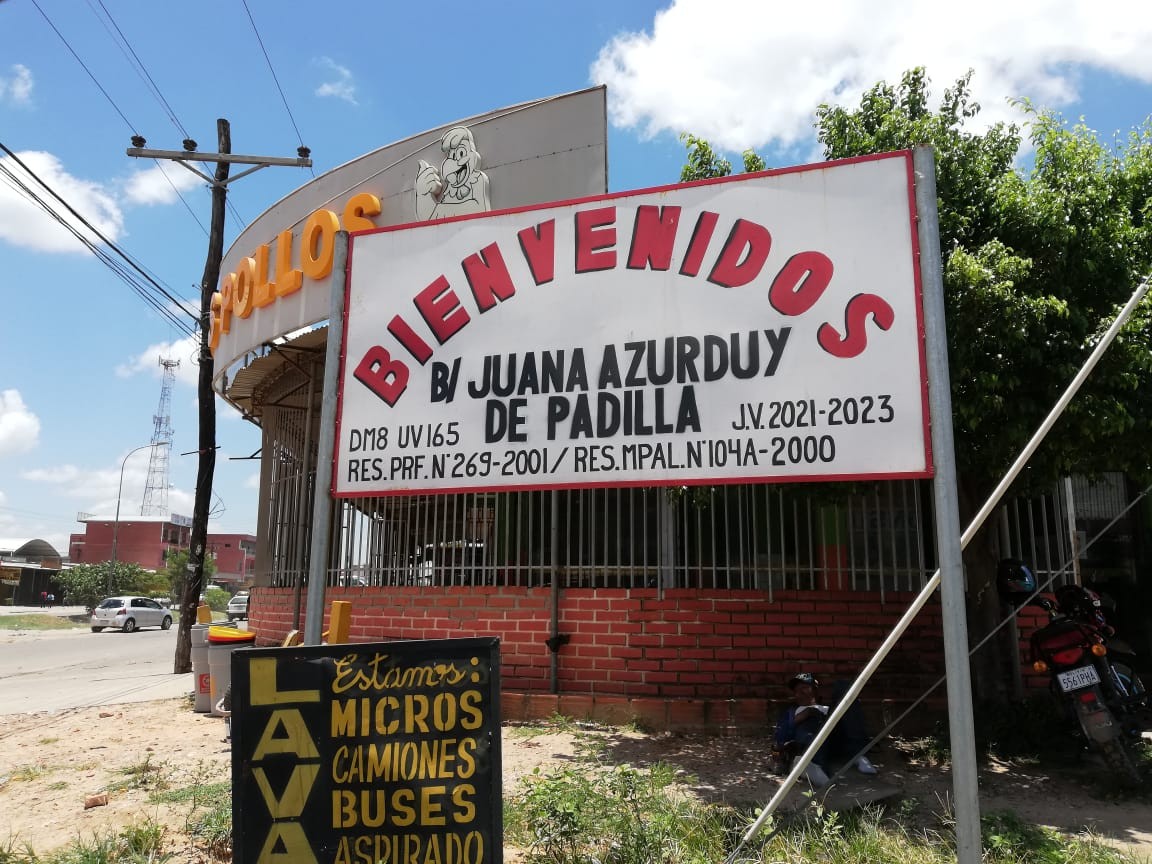 POLLOS
BIENVENIDOS
B/ JUANA AZURDUY
DE PADILLA
DM8 UV165
J.V. 2021-2023
RES.PRF.N°269-2001/RES.MPAL.N°104A-2000
LAVA
Estamos:
MICROS
CAMIONES
BUSES
ASPIRADO
5561PHA